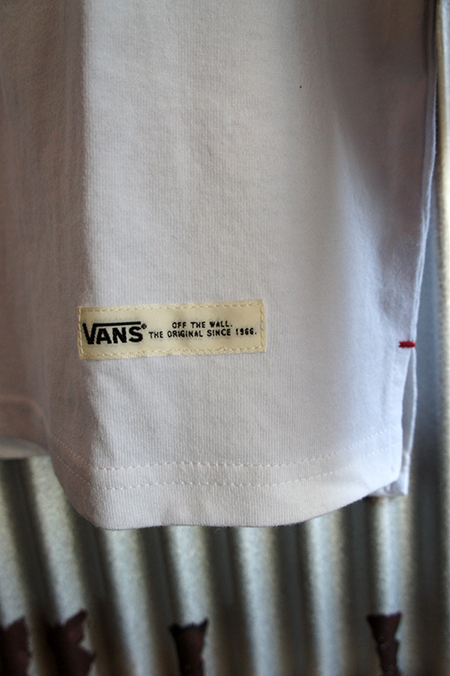 VANS®
OFF THE WALL.
THE ORIGINAL SINCE 1966.